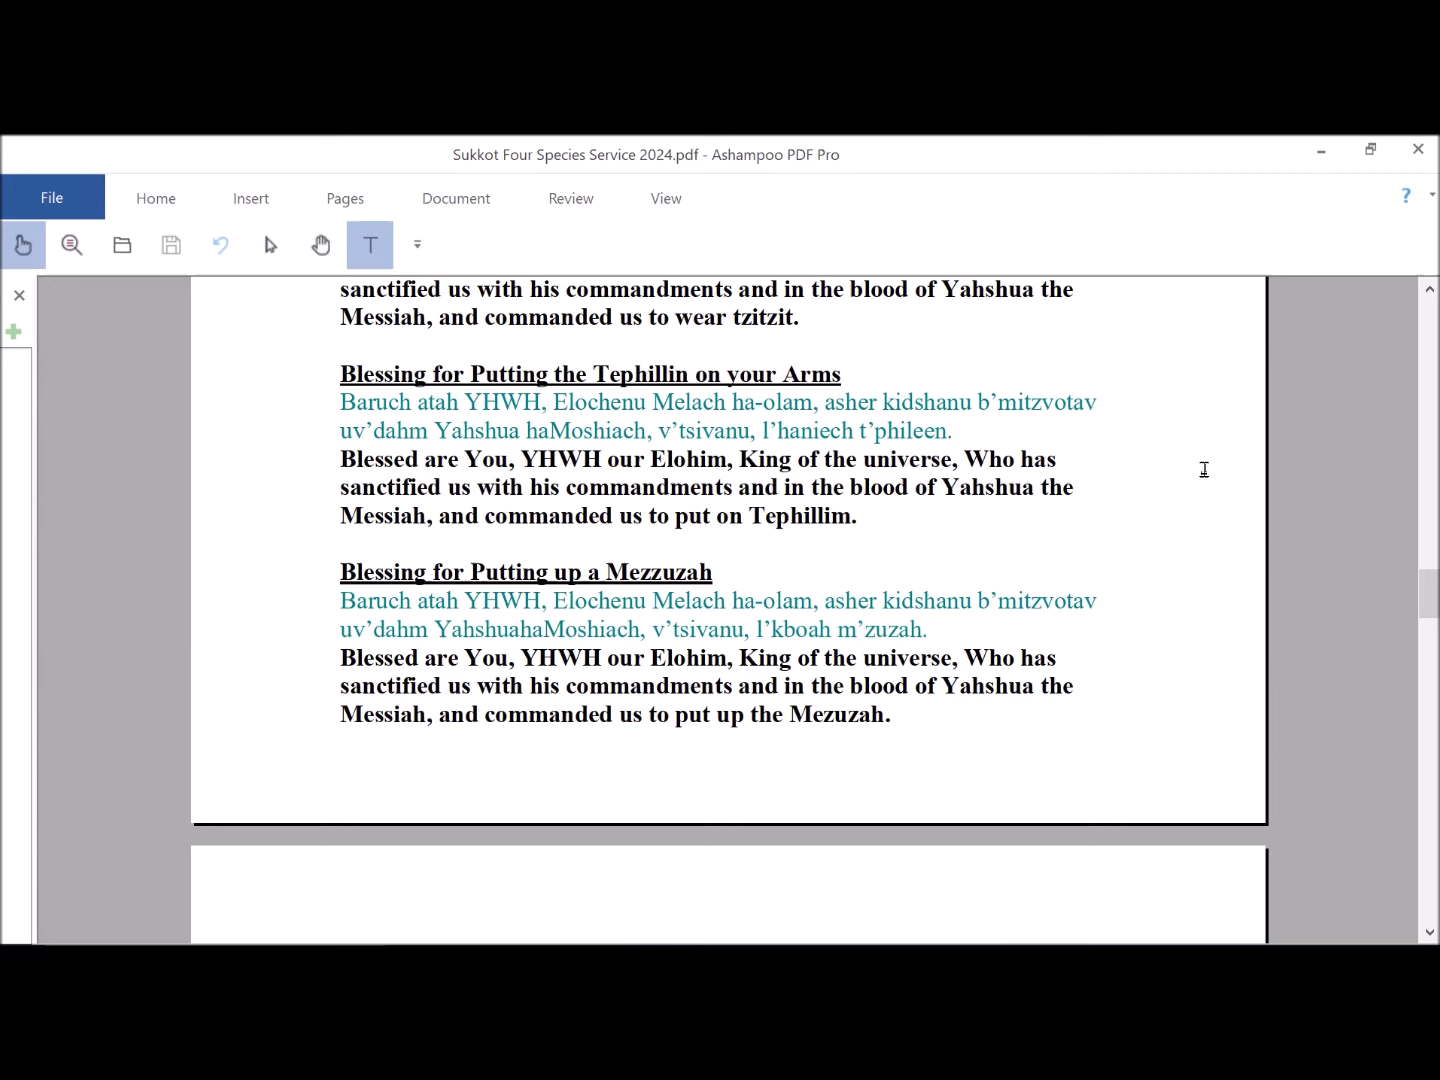 Sukkot Four Species Service 2024.pdf - Ashampoo PDF Pro
File Home Insert Pages Document Review View
sanctified us with his commandments and in the blood of Yahshua the
Messiah, and commanded us to wear tzitzit.
Blessing for Putting the Tephillin on your Arms
Baruch atah YHWH, Elochenu Melach ha-olam, asher kidshanu b’mitzvotav
uv’dahm Yahshua haMoshiach, v’tsivanu, l’haniech t’phileen.
Blessed are You, YHWH our Elohim, King of the universe, Who has
sanctified us with his commandments and in the blood of Yahshua the
Messiah, and commanded us to put on Tephillim.
Blessing for Putting up a Mezzuzah
Baruch atah YHWH, Elochenu Melach ha-olam, asher kidshanu b’mitzvotav
uv’dahm YahshuahaMoshiach, v’tsivanu, l’kboah m’zuzah.
Blessed are You, YHWH our Elohim, King of the universe, Who has
sanctified us with his commandments and in the blood of Yahshua the
Messiah, and commanded us to put up the Mezuzah.